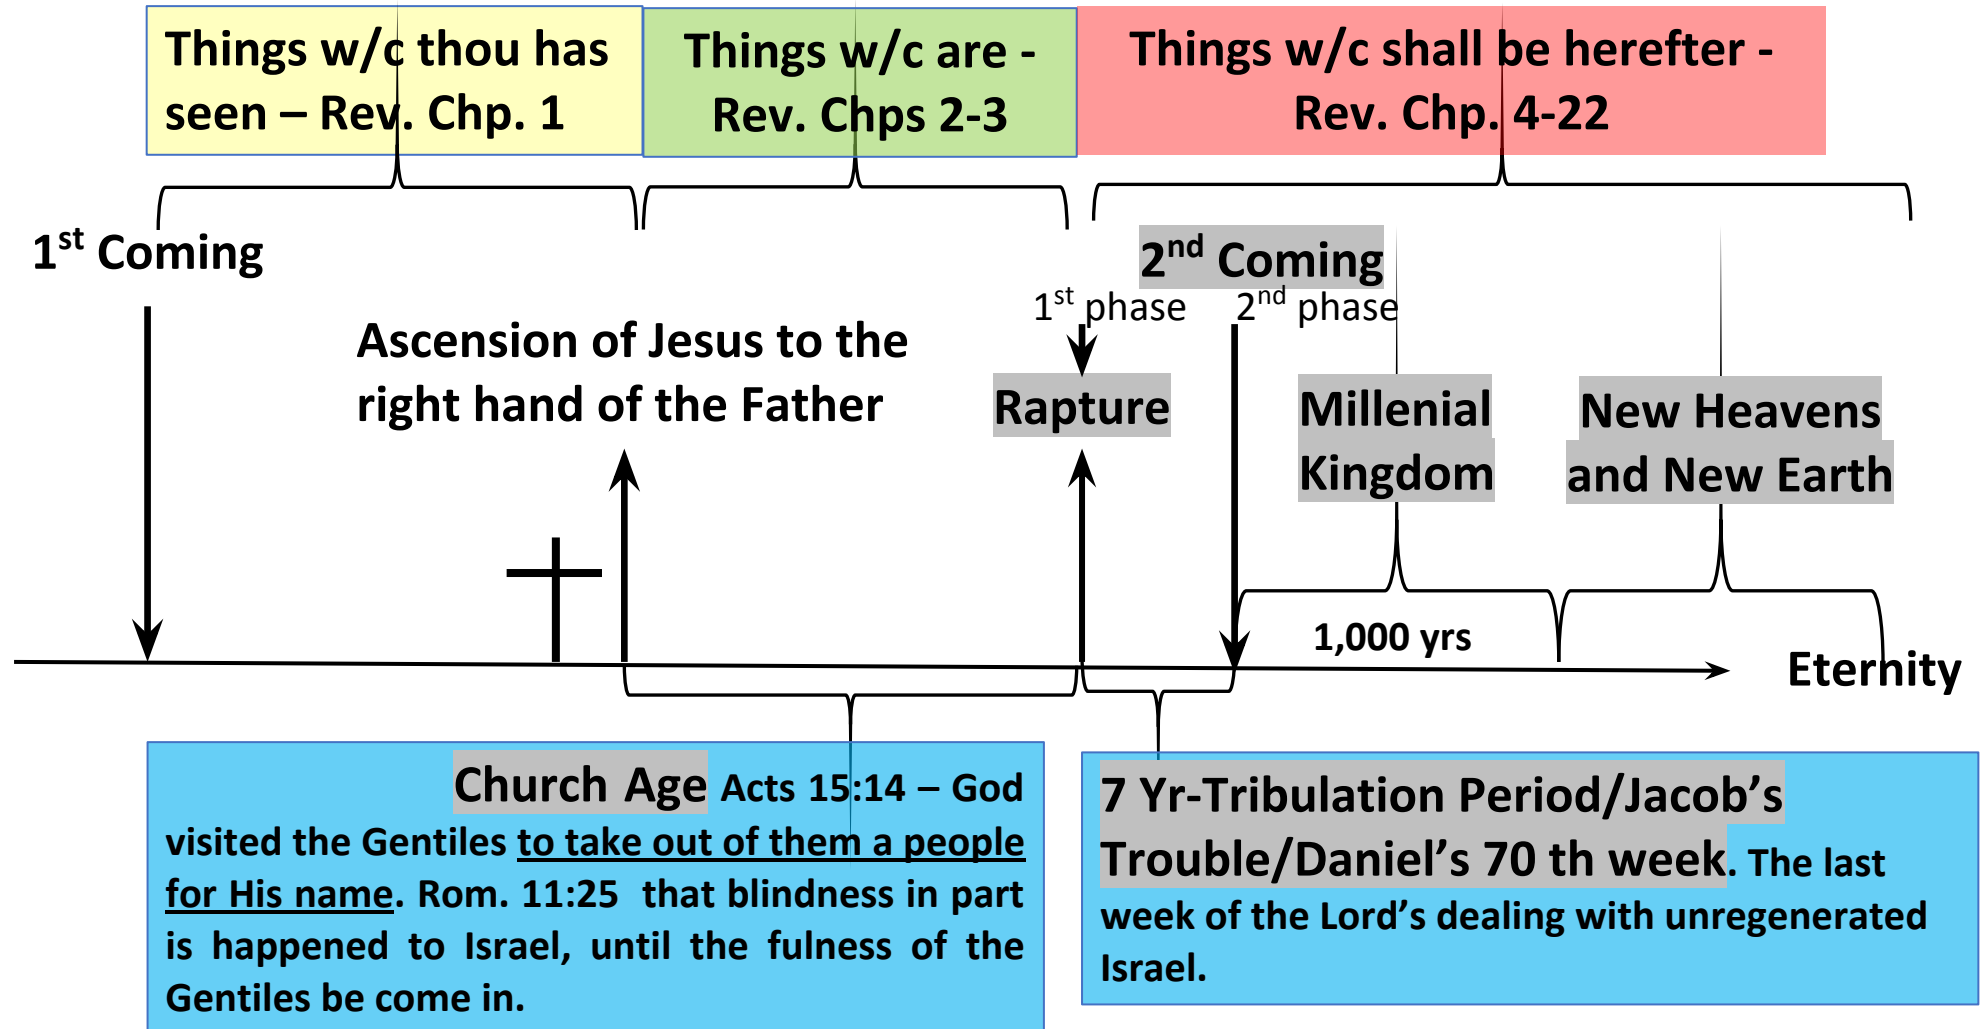 Things w/c thou has
seen – Rev. Chp. 1
Things w/c are -
Rev. Chps 2-3
Things w/c shall be herefter -
Rev. Chp. 4-22
1st Coming
2nd Coming
1st phase
2nd phase
Ascension of Jesus to the
right hand of the Father
Rapture
Millenial
Kingdom
New Heavens
and New Earth
1,000 yrs
Eternity
Church Age Acts 15:14 – God
visited the Gentiles to take out of them a people
for His name. Rom. 11:25 that blindness in part
is happened to Israel, until the fulness of the
Gentiles be come in.
7 Yr-Tribulation Period/Jacob’s
Trouble/Daniel’s 70 th week. The last
week of the Lord’s dealing with unregenerated
Israel.